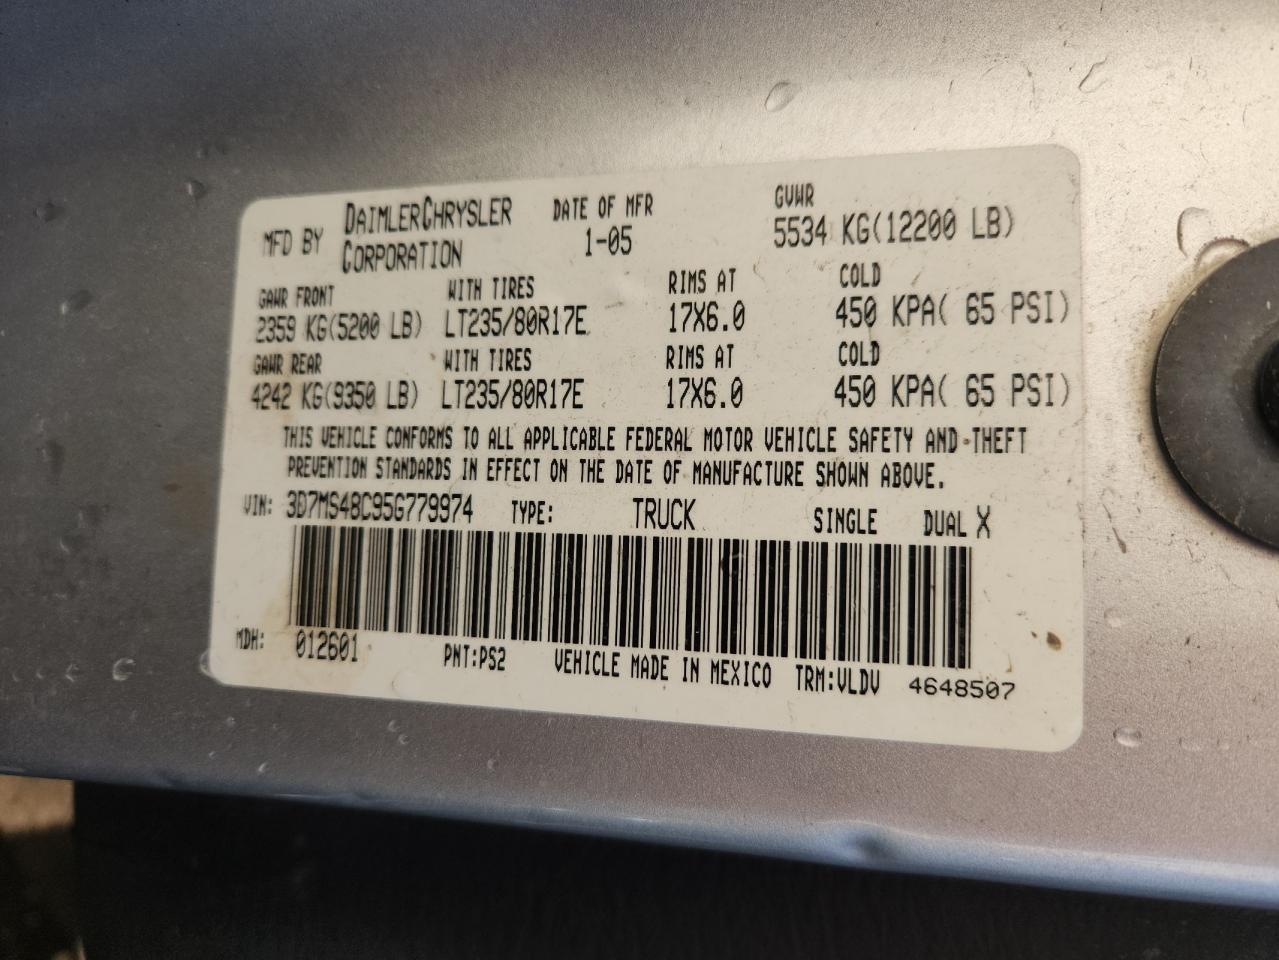 MFD BY DAIMLERCHRYSLER CORPORATION DATE OF MFR 1-05 GVWR 5534 KG(12200 LB)
GAWR FRONT WITH TIRES RIMS AT COLD
2359 KG(5200 LB) LT235/80R17E 17X6.0 450 KPA( 65 PSI)
GAWR REAR WITH TIRES RIMS AT COLD
4242 KG(9350 LB) LT235/80R17E 17X6.0 450 KPA( 65 PSI)
THIS VEHICLE CONFORMS TO ALL APPLICABLE FEDERAL MOTOR VEHICLE SAFETY AND THEFT
PREVENTION STANDARDS IN EFFECT ON THE DATE OF MANUFACTURE SHOWN ABOVE.
VIN: 3D7MS48C95G779974 TYPE: TRUCK SINGLE DUAL X
MDH: 012601 PNT:PS2 VEHICLE MADE IN MEXICO TRM:VLDV 4648507